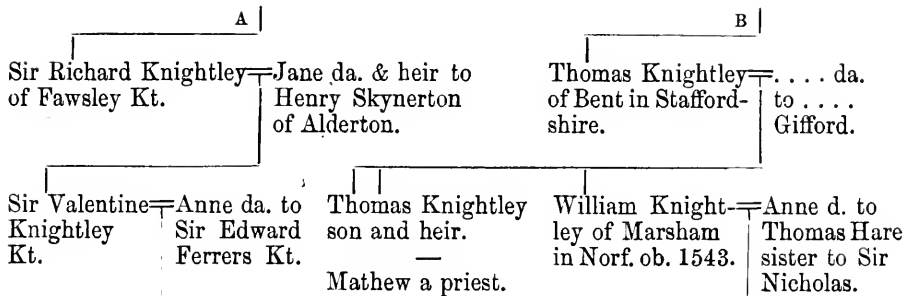 A
B
Sir Richard Knightley
of Fawsley Kt.
Jane da. & heir to
Henry Skynerton
of Alderton.
Thomas Knightley
of Bent in Stafford-
shire.
. . . . da.
to . . . .
Gifford.
Sir Valentine
Knightley
Kt.
Anne da. to
Sir Edward
Ferrers Kt.
Thomas Knightley
son and heir.
—
Mathew a priest.
William Knight-
ley of Marsham
in Norf. ob. 1543.
Anne d. to
Thomas Hare
sister to Sir
Nicholas.